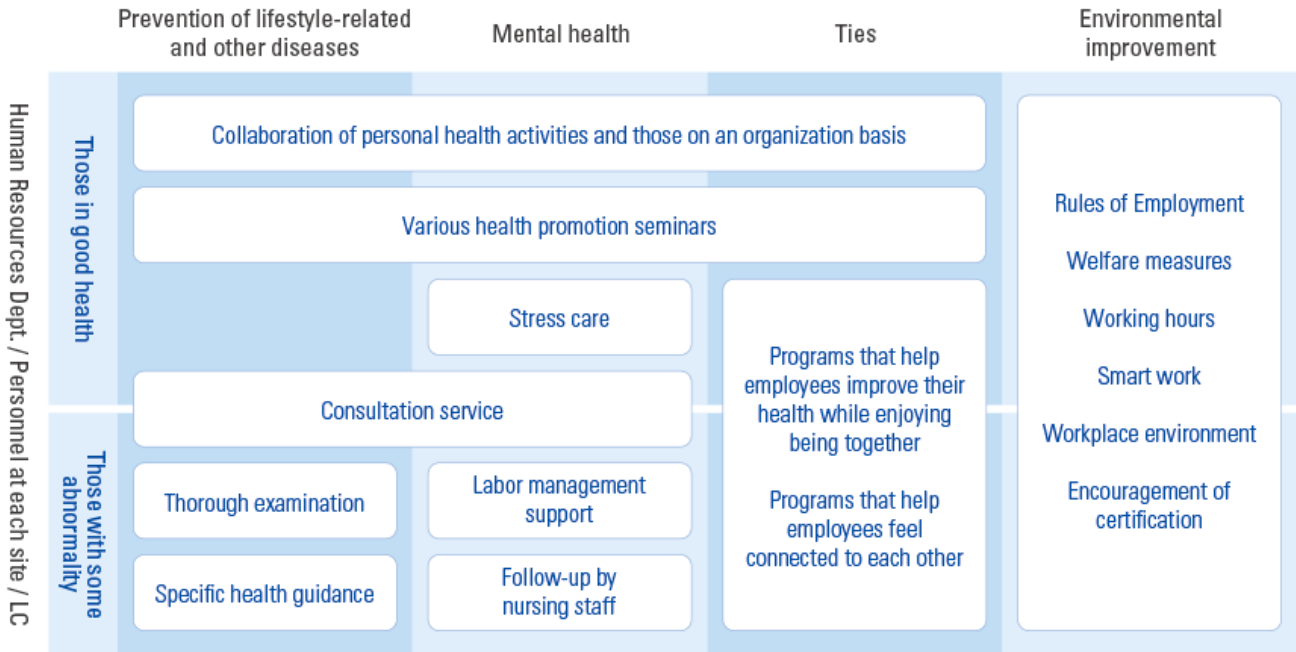 Prevention of lifestyle-related
and other diseases
Mental health
Ties
Environmental
improvement
Human Resources Dept. / Personnel at each site / LC
Those in good health
Collaboration of personal health activities and those on an organization basis
Various health promotion seminars
Stress care
Consultation service
Those with some
abnormality
Thorough examination
Labor management
support
Specific health guidance
Follow-up by
nursing staff
Programs that help
employees improve their
health while enjoying
being together
Programs that help
employees feel
connected to each other
Rules of Employment
Welfare measures
Working hours
Smart work
Workplace environment
Encouragement of
certification